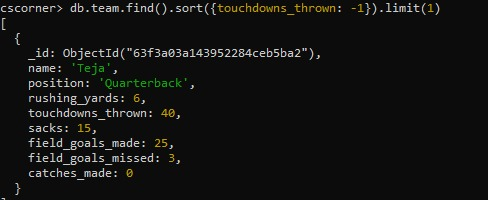 cscorner> db.team.find().sort({touchdowns_thrown: -1}).limit(1)
[
  {
    _id: ObjectId("63f3a03a143952284ceb5ba2"),
    name: 'Teja',
    position: 'Quarterback',
    rushing_yards: 6,
    touchdowns_thrown: 40,
    sacks: 15,
    field_goals_made: 25,
    field_goals_missed: 3,
    catches_made: 0
  }